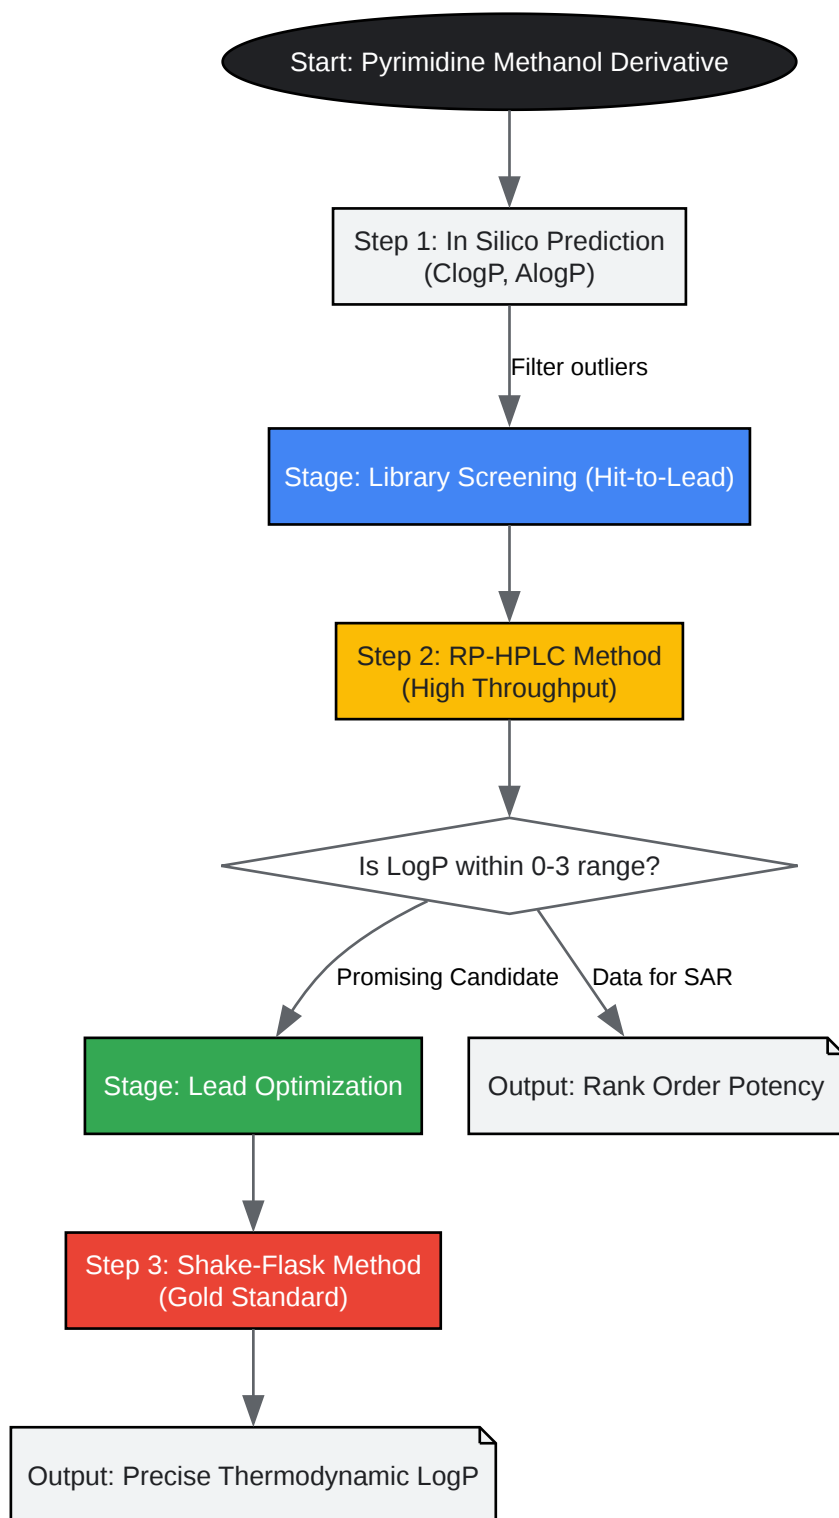 Start: Pyrimidine Methanol Derivative
Step 1: In Silico Prediction
(ClogP, AlogP)
Filter outliers
Stage: Library Screening (Hit-to-Lead)
Step 2: RP-HPLC Method
(High Throughput)
Is LogP within 0-3 range?
Promising Candidate
Data for SAR
Stage: Lead Optimization
Output: Rank Order Potency
Step 3: Shake-Flask Method
(Gold Standard)
Output: Precise Thermodynamic LogP